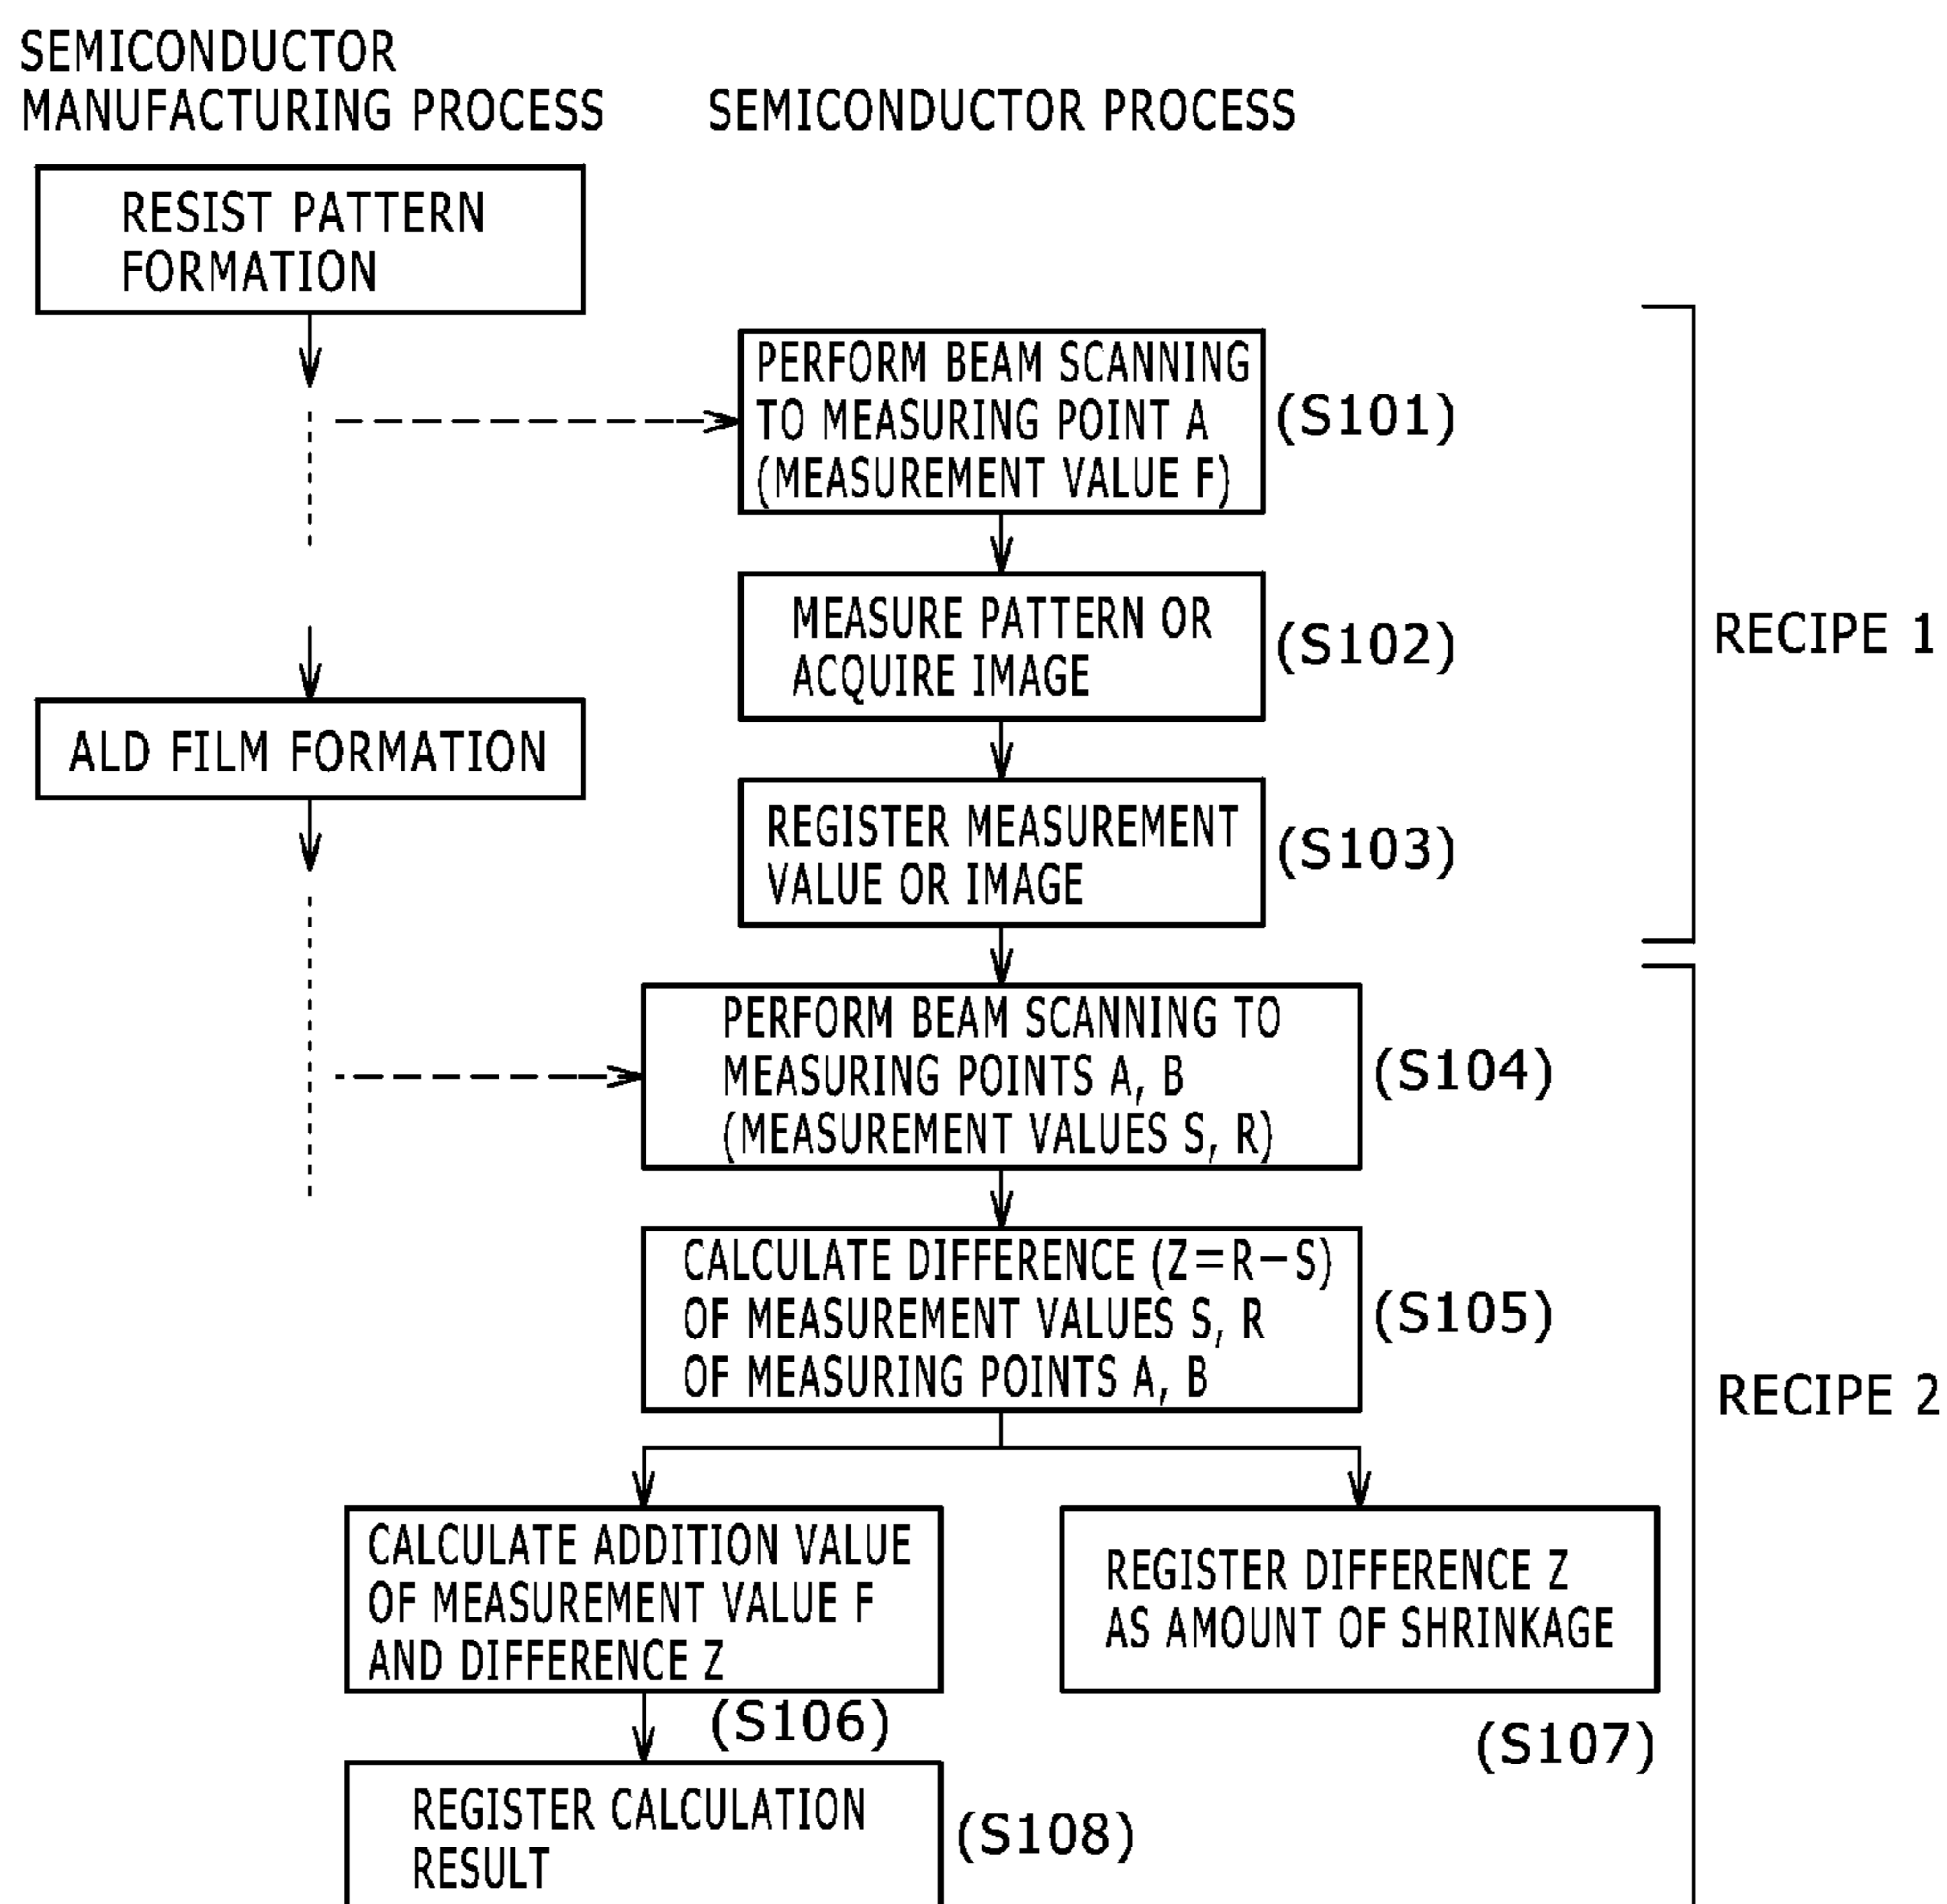 SEMICONDUCTOR
MANUFACTURING PROCESS
SEMICONDUCTOR PROCESS
RESIST PATTERN
FORMATION
PERFORM BEAM SCANNING
TO MEASURING POINT A
(MEASUREMENT VALUE F)
(S101)
MEASURE PATTERN OR
ACQUIRE IMAGE
(S102)
RECIPE 1
ALD FILM FORMATION
REGISTER MEASUREMENT
VALUE OR IMAGE
(S103)
PERFORM BEAM SCANNING TO
MEASURING POINTS A, B
(MEASUREMENT VALUES S, R)
(S104)
CALCULATE DIFFERENCE (Z=R−S)
OF MEASUREMENT VALUES S, R
OF MEASURING POINTS A, B
(S105)
RECIPE 2
CALCULATE ADDITION VALUE
OF MEASUREMENT VALUE F
AND DIFFERENCE Z
(S106)
REGISTER DIFFERENCE Z
AS AMOUNT OF SHRINKAGE
(S107)
REGISTER CALCULATION
RESULT
(S108)